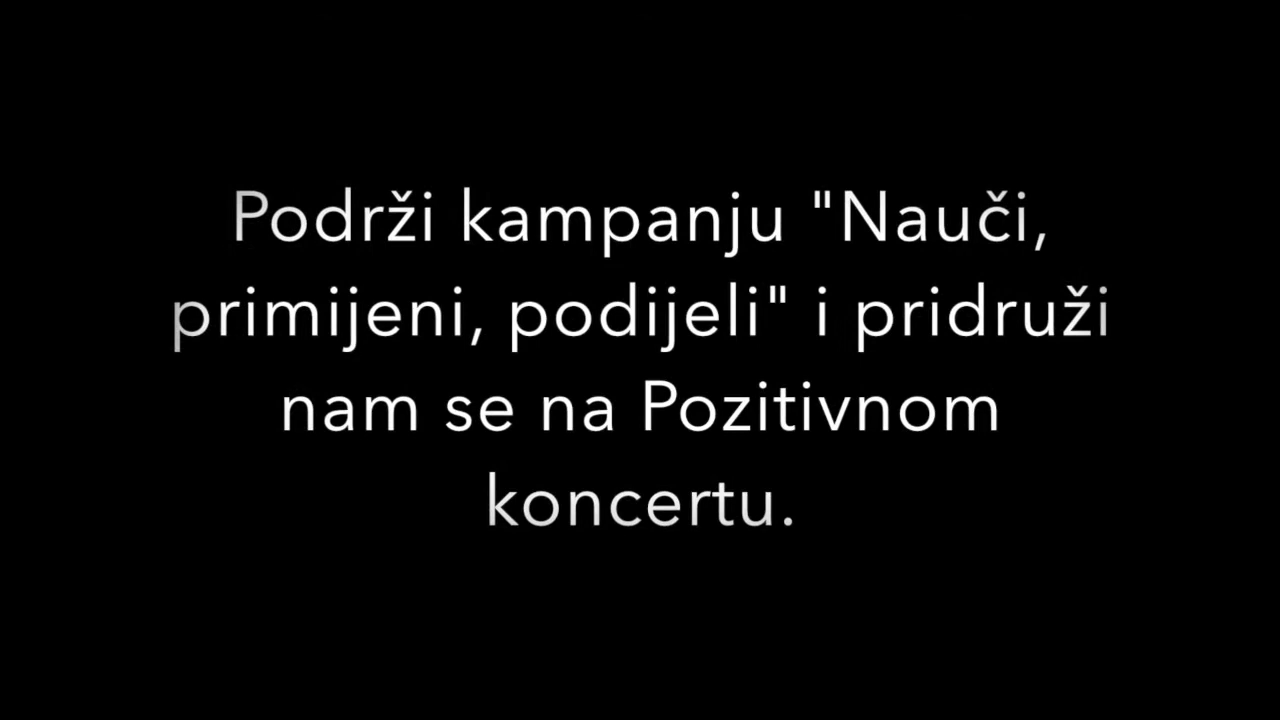 Podrži kampanju "Nauči,
primijeni, podijeli" i pridruži
nam se na Pozitivnom
koncertu.